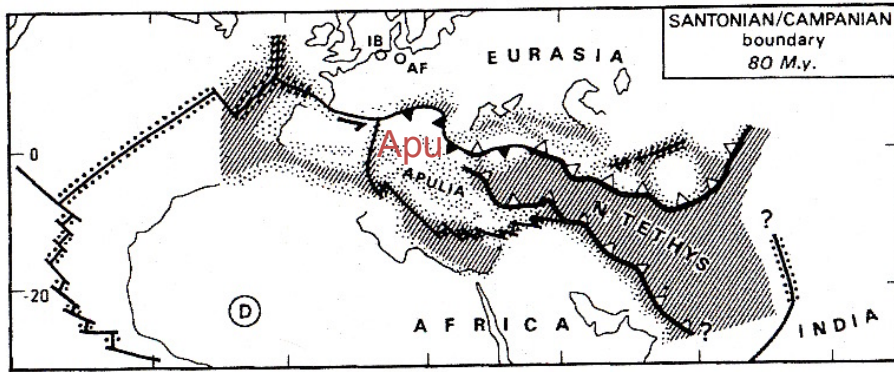 SANTONIAN/CAMPANIAN
boundary
80 M.y.
IB
AF
EURASIA
Apu
0
APULIA
N. TETHYS
?
-20
D
AFRICA
?
INDIA